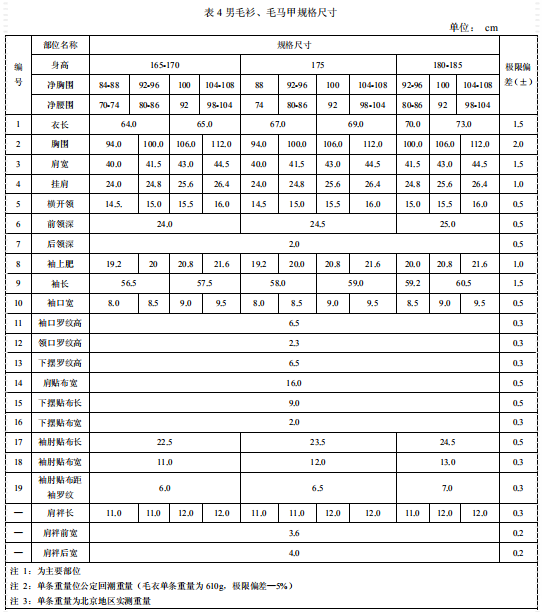 表 4 男毛衫、毛马甲规格尺寸
单位： cm
编号 部位名称 规格尺寸 极限偏差(±)
身高 165-170 175 180-185
净胸围 84-88 92-96 100 104-108 88 92-96 100 104-108 92-96 100 104-108
净腰围 70-74 80-86 92 98-104 74 80-86 92 98-104 80-86 92 98-104
1 衣长 64.0 65.0 67.0 69.0 70.0 73.0 1.5
2 胸围 94.0 100.0 106.0 112.0 94.0 100.0 106.0 112.0 100.0 106.0 112.0 2.0
3 肩宽 40.0 41.5 43.0 44.5 40.0 41.5 43.0 44.5 41.5 43.0 44.5 1.5
4 挂肩 24.0 24.8 25.6 26.4 24.0 24.8 25.6 26.4 24.8 25.6 26.4 1.0
5 横开领 14.5. 15.0 15.5 16.0 14.5 15.0 15.5 16.0 15.0 15.5 16.0 0.5
6 前领深 24.0 24.5 25.0 0.5
7 后领深 2.0 0.5
8 袖上肥 19.2 20 20.8 21.6 19.2 20.0 20.8 21.6 20.0 20.8 21.6 1.0
9 袖长 56.5 57.5 58.0 59.0 59.2 60.5 1.5
10 袖口宽 8.0 8.5 9.0 9.5 8.0 8.5 9.0 9.5 8.5 9.0 9.5 0.5
11 袖口罗纹高 6.5 0.3
12 领口罗纹高 2.3 0.3
13 下摆罗纹高 6.5 0.3
14 肩贴布宽 16.0 0.5
15 下摆贴布长 9.0 0.5
16 下摆贴布宽 2.0 0.3
17 袖肘贴布长 22.5 23.5 24.5 0.5
18 袖肘贴布宽 11.0 12.0 13.0 0.3
19 袖肘贴布距袖罗纹 6.0 6.5 7.0 0.3
— 肩袢长 11.0 11.0 12.0 12.0 11.0 11.0 12.0 12.0 11.0 12.0 12.0 0.3
— 肩袢前宽 3.6 0.2
— 肩袢后宽 4.0 0.2
注 1：为主要部位
注 2：单条重量位公定回潮重量（毛衣单条重量为 610g，极限偏差—5%）
注 3：单条重量为北京地区实测重量